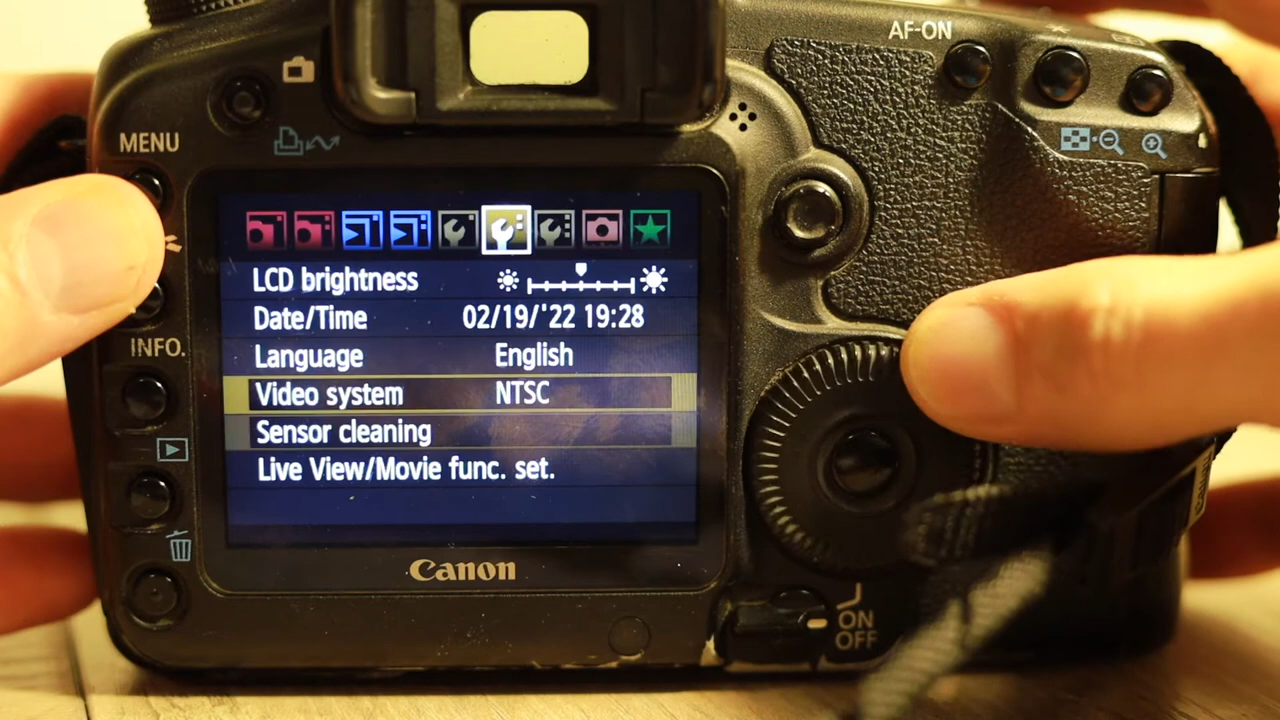 AF-ON
MENU
LCD brightness
Date/Time 02/19/'22 19:28
Language English
Video system NTSC
Sensor cleaning
Live View/Movie func. set.
INFO.
Canon
ON
OFF